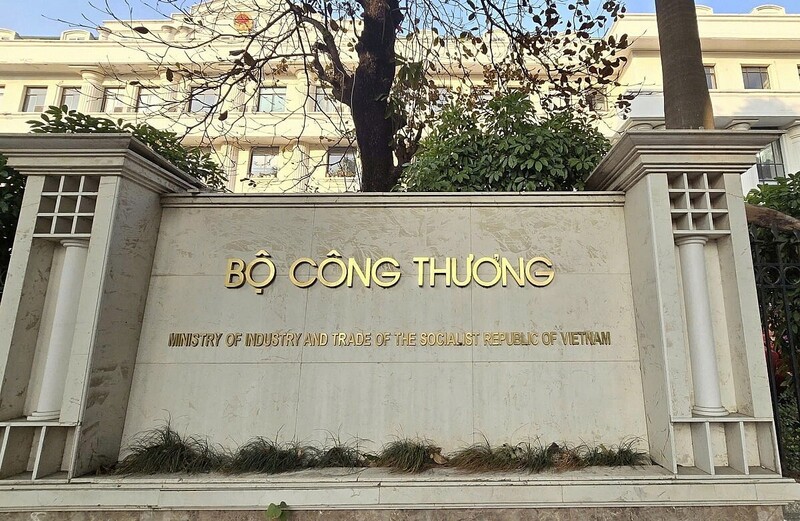 BỘ CÔNG THƯƠNG
MINISTRY OF INDUSTRY AND TRADE OF THE SOCIALIST REPUBLIC OF VIETNAM